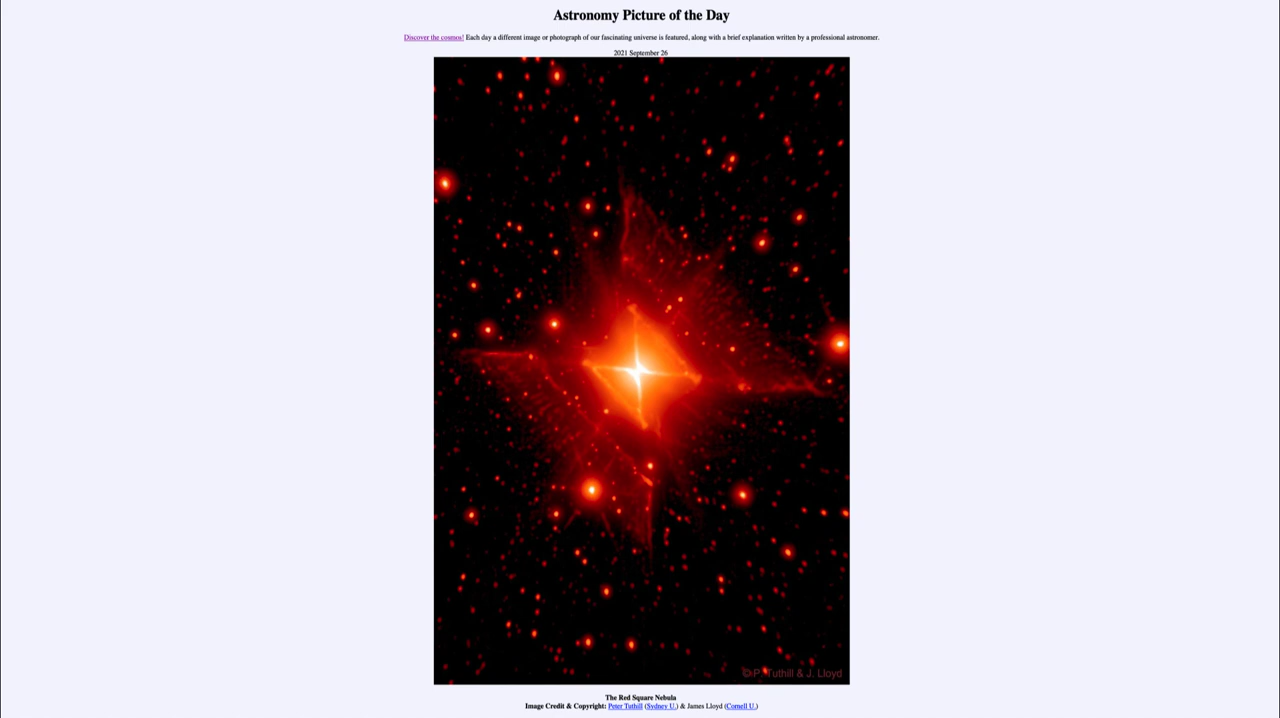 Astronomy Picture of the Day
Discover the cosmos! Each day a different image or photograph of our fascinating universe is featured, along with a brief explanation written by a professional astronomer.
2021 September 26
© P. Tuthill & J. Lloyd
The Red Square Nebula
Image Credit & Copyright: Peter Tuthill (Sydney U.) & James Lloyd (Cornell U.)